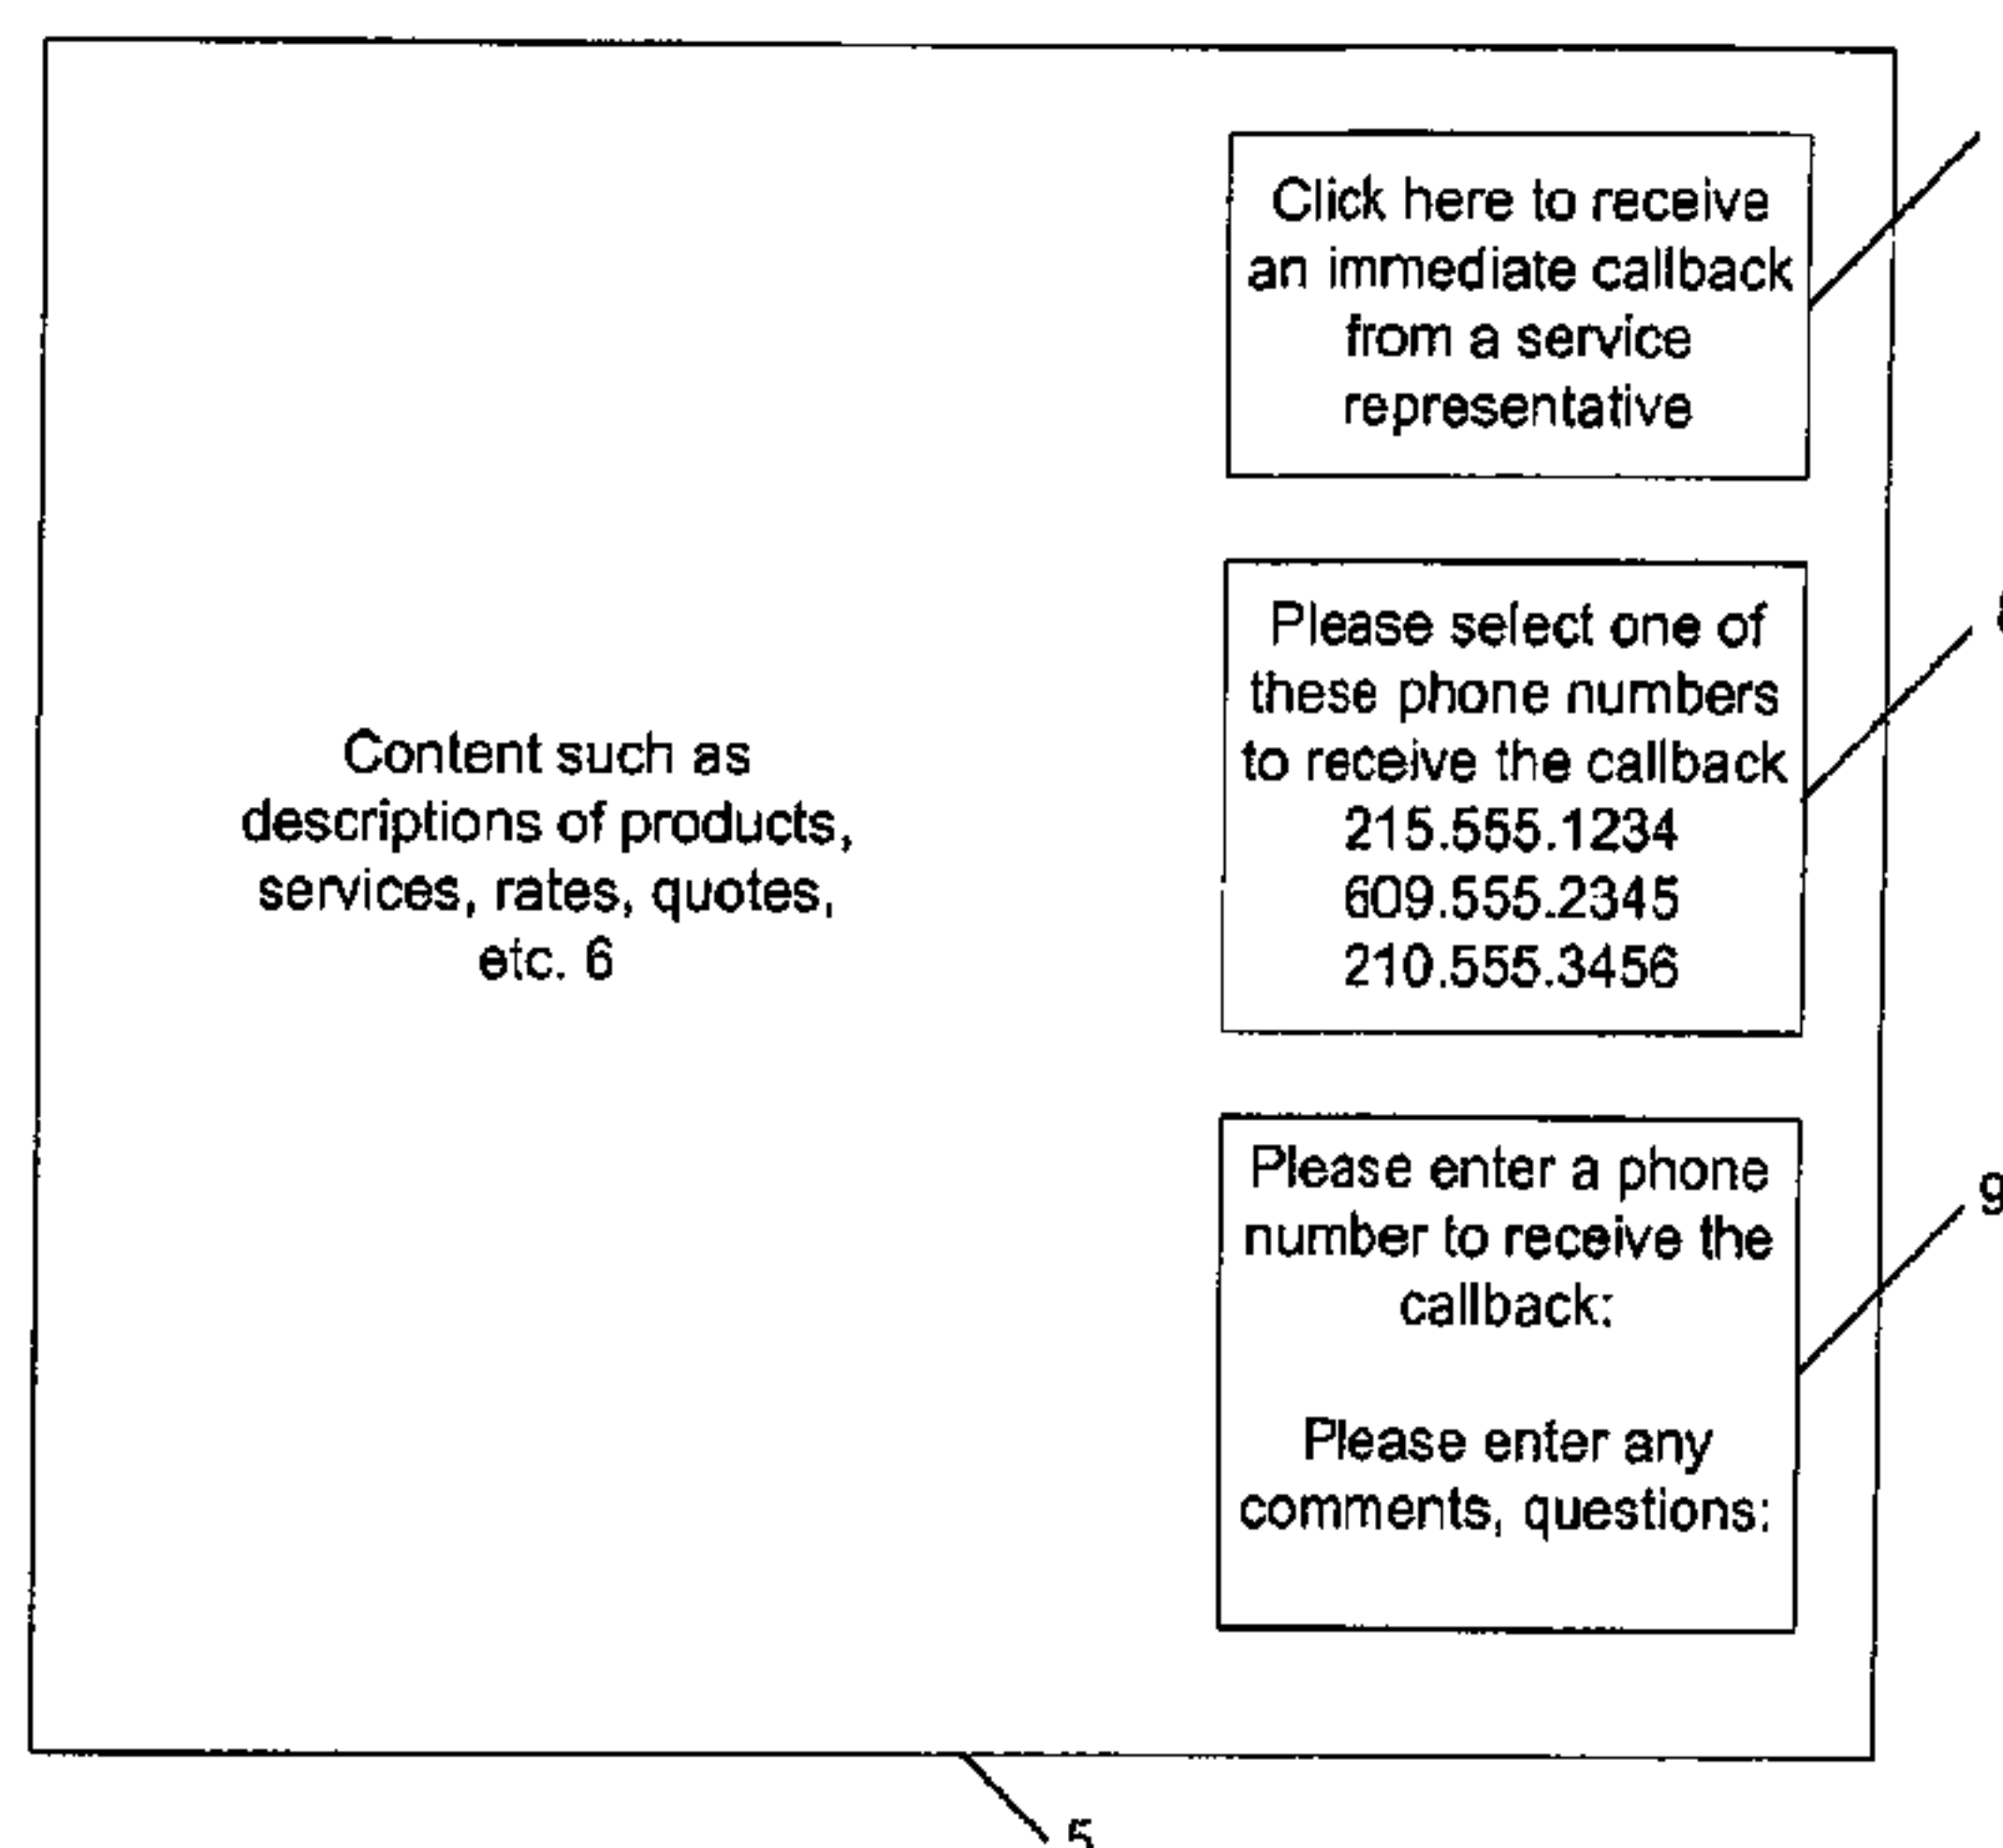 Click here to receive
an immediate callback
from a service
representative
Please select one of
these phone numbers
to receive the callback
215.555.1234
609.555.2345
210.555.3456
Content such as
descriptions of products,
services, rates, quotes,
etc. 6
Please enter a phone
number to receive the
callback:
Please enter any
comments, questions:
9
5